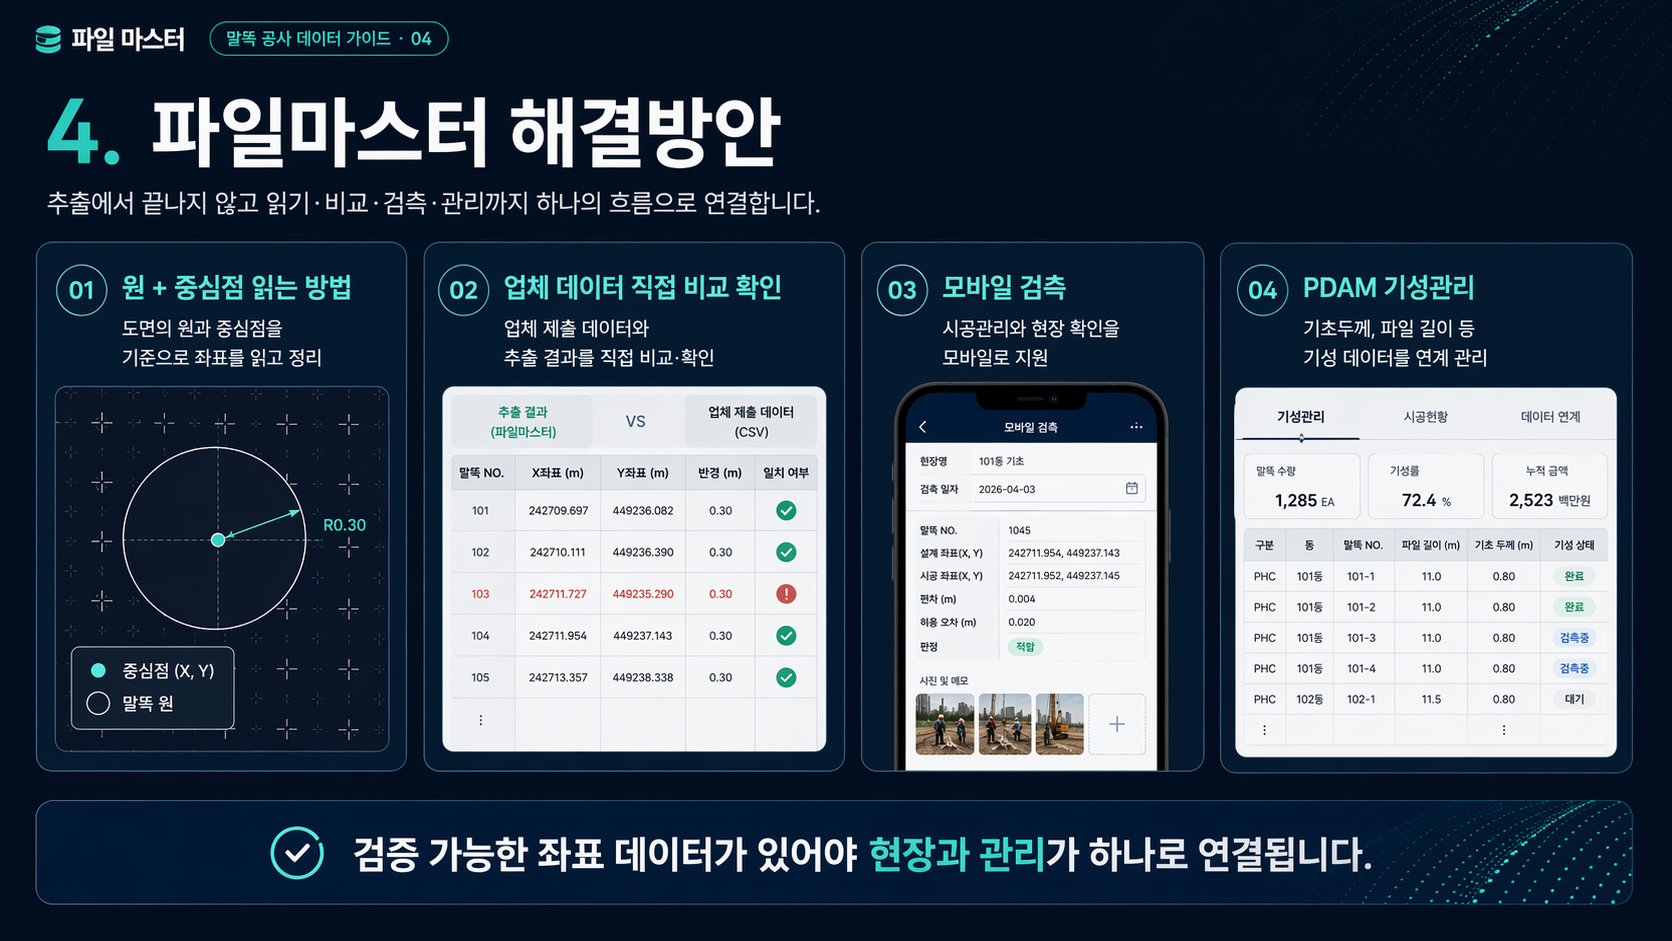 파일 마스터
말뚝 공사 데이터 가이드 · 04
4. 파일마스터 해결방안
추출에서 끝나지 않고 읽기·비교·검측·관리까지 하나의 흐름으로 연결합니다.
01 원 + 중심점 읽는 방법
도면의 원과 중심점을
기준으로 좌표를 읽고 정리
R0.30
중심점 (X, Y)
말뚝 원
02 업체 데이터 직접 비교 확인
업체 제출 데이터와
추출 결과를 직접 비교·확인
추출 결과
(파일마스터)
VS
업체 제출 데이터
(CSV)
말뚝 NO. X좌표 (m) Y좌표 (m) 반경 (m) 일치 여부
101 242709.697 449236.082 0.30
102 242710.111 449236.390 0.30
103 242711.727 449235.290 0.30 !
104 242711.954 449237.143 0.30
105 242713.357 449238.338 0.30
⋮
03 모바일 검측
시공관리와 현장 확인을
모바일로 지원
모바일 검측
현장명 101동 기초
검측 일자 2026-04-03
말뚝 NO. 1045
설계 좌표(X, Y) 242711.954, 449237.143
시공 좌표(X, Y) 242711.952, 449237.145
편차 (m) 0.004
허용 오차 (m) 0.020
판정 적합
사진 및 메모
04 PDAM 기성관리
기초두께, 파일 길이 등
기성 데이터를 연계 관리
기성관리 시공현황 데이터 연계
말뚝 수량 기성률 누적 금액
1,285 EA 72.4 % 2,523 백만원
구분 동 말뚝 NO. 파일 길이 (m) 기초 두께 (m) 기성 상태
PHC 101동 101-1 11.0 0.80 완료
PHC 101동 101-2 11.0 0.80 완료
PHC 101동 101-3 11.0 0.80 검측중
PHC 101동 101-4 11.0 0.80 검측중
PHC 102동 102-1 11.5 0.80 대기
⋮ ⋮
검증 가능한 좌표 데이터가 있어야 현장과 관리가 하나로 연결됩니다.